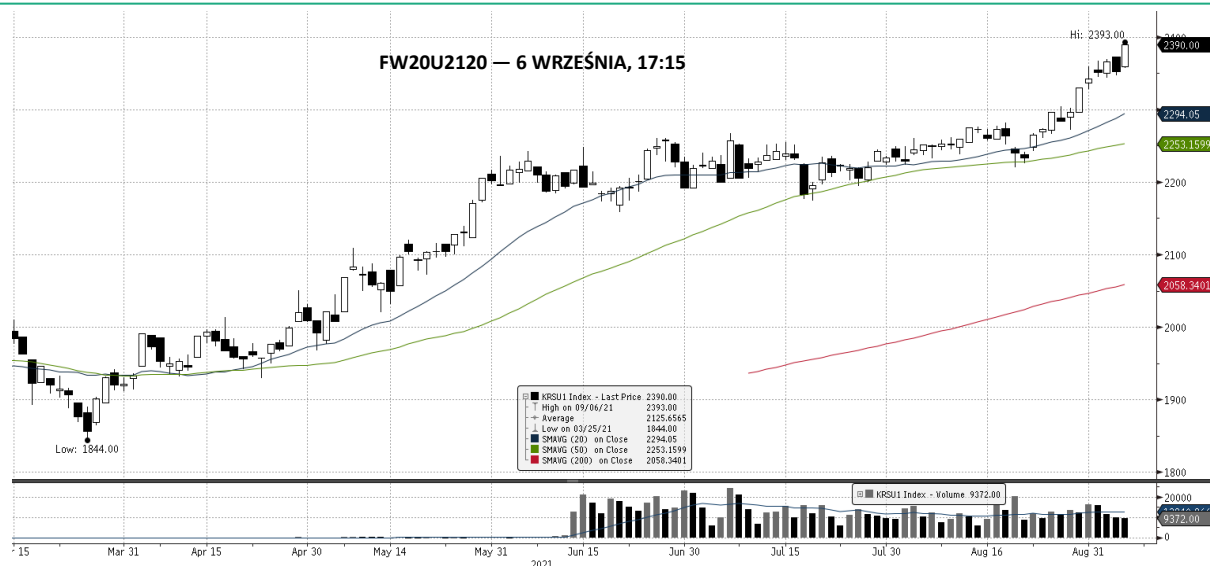 Hi: 2393.00
FW20U2120 — 6 WRZEŚNIA, 17:15
2390.00
2294.05
2253.1599
2200
2100
2058.3401
2000
1900
1800
Low: 1844.00
KRSU1 Index - Last Price 2390.00
High on 09/06/21 2393.00
Average 2125.6565
Low on 03/25/21 1844.00
SMAVG (20) on Close 2294.05
SMAVG (50) on Close 2253.1599
SMAVG (200) on Close 2058.3401
KRSU1 Index - Volume 9372.00
20000
9372.00
0
15 Mar 31 Apr 15 Apr 30 May 14 May 31 Jun 15 Jun 30 Jul 15 Jul 30 Aug 16 Aug 31
2021